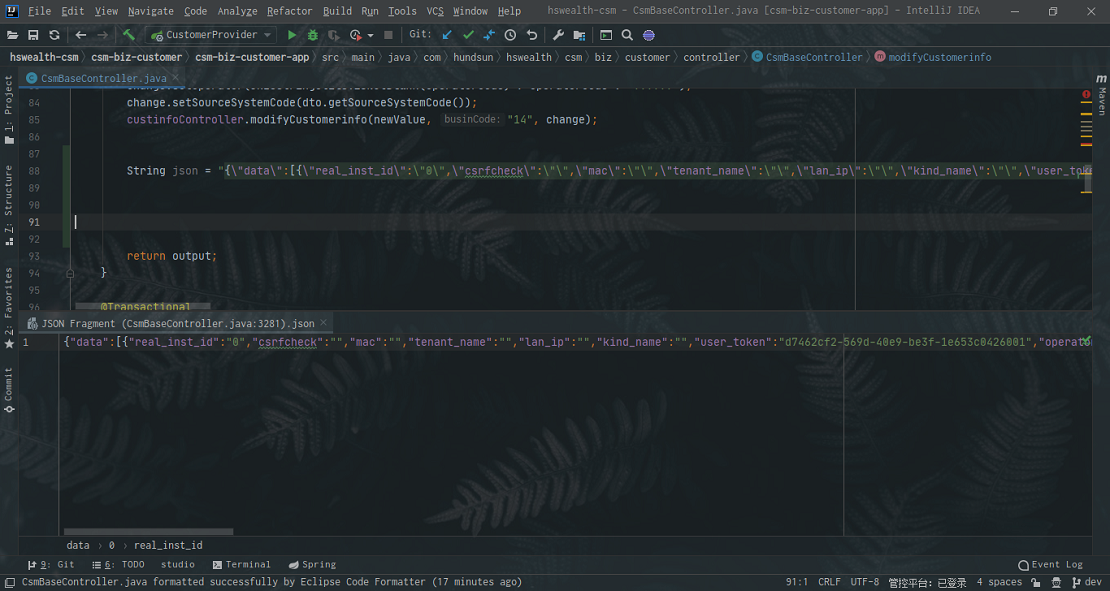 File Edit View Navigate Code Analyze Refactor Build Run Tools VCS Window Help hswealth-csm - CsmBaseController.java [csm-biz-customer-app] - IntelliJ IDEA
CustomerProvider Git:
hswealth-csm csm-biz-customer csm-biz-customer-app src main java com hundsun hswealth csm biz customer controller CsmBaseController modifyCustomerinfo
CsmBaseController.java
84 change.setSourceSystemCode(dto.getSourceSystemCode());
85 custinfoController.modifyCustomerinfo(newValue, businCode: "14", change);
86
87
88 String json = "{\"data\":[{\"real_inst_id\":\"0\",\"csrfcheck\":\"\",\"mac\":\"\",\"tenant_name\":\"\",\"lan_ip\":\"\",\"kind_name\":\"\",\"user_toke
89
90
91
92
93 return output;
94 }
95
96 @Transactional
JSON Fragment (CsmBaseController.java:3281).json
1 {"data":[{"real_inst_id":"0","csrfcheck":"","mac":"","tenant_name":"","lan_ip":"","kind_name":"","user_token":"d7462cf2-569d-40e9-be3f-1e653c0426001","operato
data › 0 › real_inst_id
1: Project
7: Structure
2: Favorites
Commit
Maven
9: Git 6: TODO studio Terminal Spring Event Log
CsmBaseController.java formatted successfully by Eclipse Code Formatter (17 minutes ago) 91:1 CRLF UTF-8 管控平台: 已登录 4 spaces dev